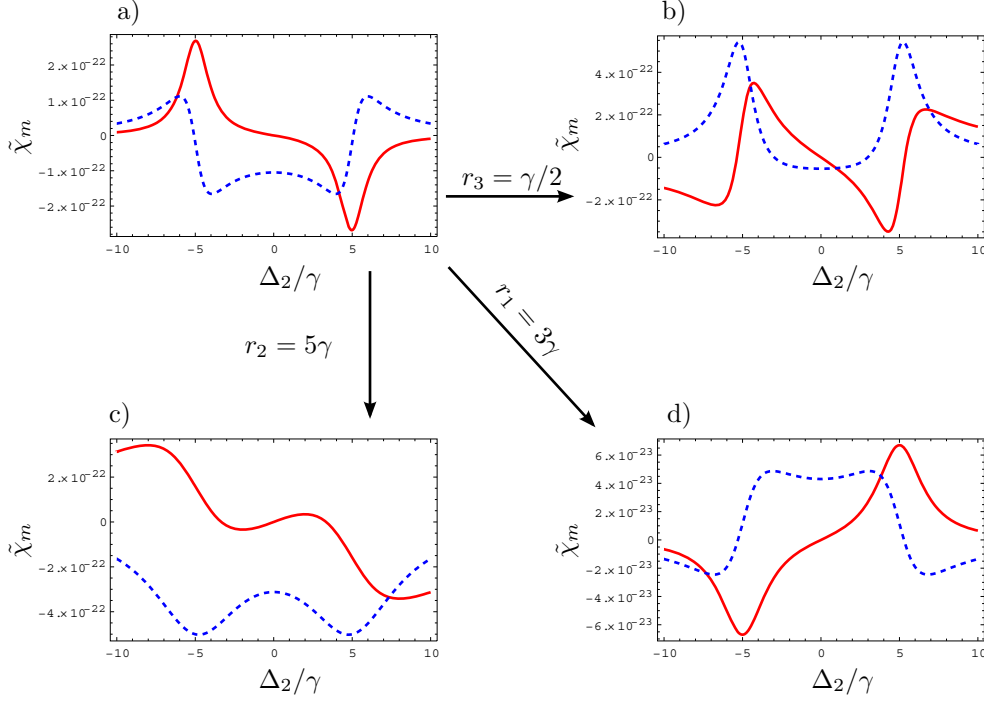 a)
2.×10⁻²²
1.×10⁻²²
0
-1.×10⁻²²
-2.×10⁻²²
-10 -5 0 5 10
χ̃ₘ
Δ₂/γ
b)
4.×10⁻²²
2.×10⁻²²
0
-2.×10⁻²²
-10 -5 0 5 10
χ̃ₘ
Δ₂/γ
r₃ = γ/2
r₂ = 5γ
r₁ = 3γ
c)
2.×10⁻²²
0
-2.×10⁻²²
-4.×10⁻²²
-10 -5 0 5 10
χ̃ₘ
Δ₂/γ
d)
6.×10⁻²³
4.×10⁻²³
2.×10⁻²³
0
-2.×10⁻²³
-4.×10⁻²³
-6.×10⁻²³
-10 -5 0 5 10
χ̃ₘ
Δ₂/γ